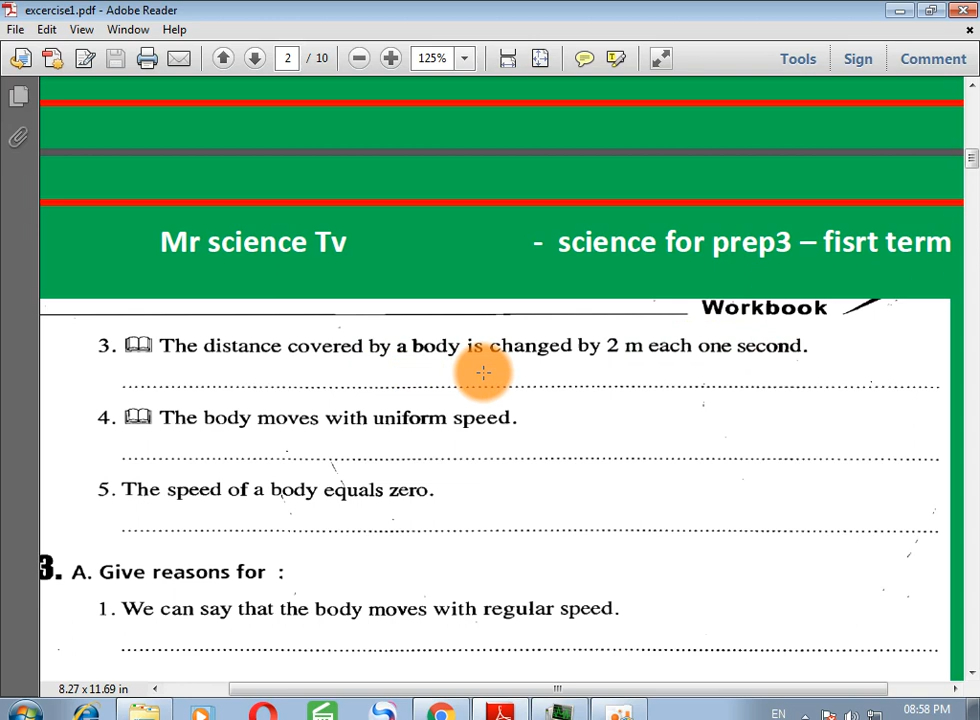 excercise1.pdf - Adobe Reader
File Edit View Window Help
2 / 10 125% Tools Sign Comment
Mr science Tv - science for prep3 – fisrt term
Workbook
3. The distance covered by a body is changed by 2 m each one second.
4. The body moves with uniform speed.
5. The speed of a body equals zero.
3. A. Give reasons for :
1. We can say that the body moves with regular speed.
8.27 x 11.69 in
EN 08:58 PM